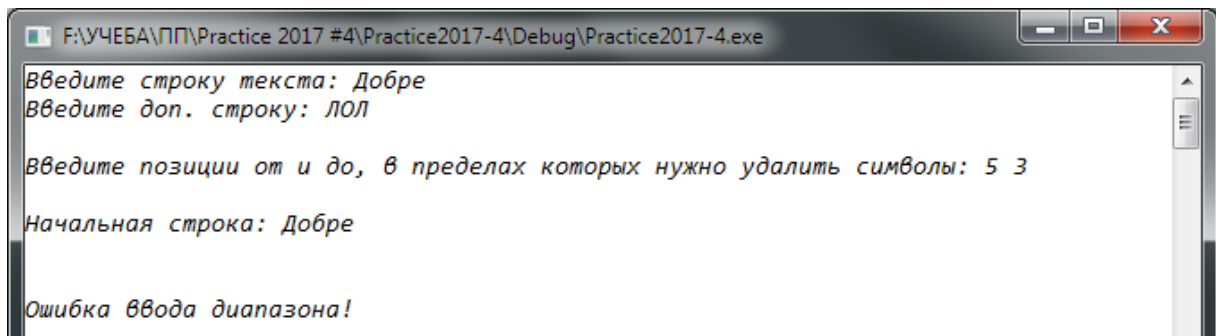 F:\УЧЕБА\ПП\Practice 2017 #4\Practice2017-4\Debug\Practice2017-4.exe
Введите строку текста: Добре
Введите доп. строку: ЛОЛ
Введите позиции от и до, в пределах которых нужно удалить символы: 5 3
Начальная строка: Добре
Ошибка ввода диапазона!